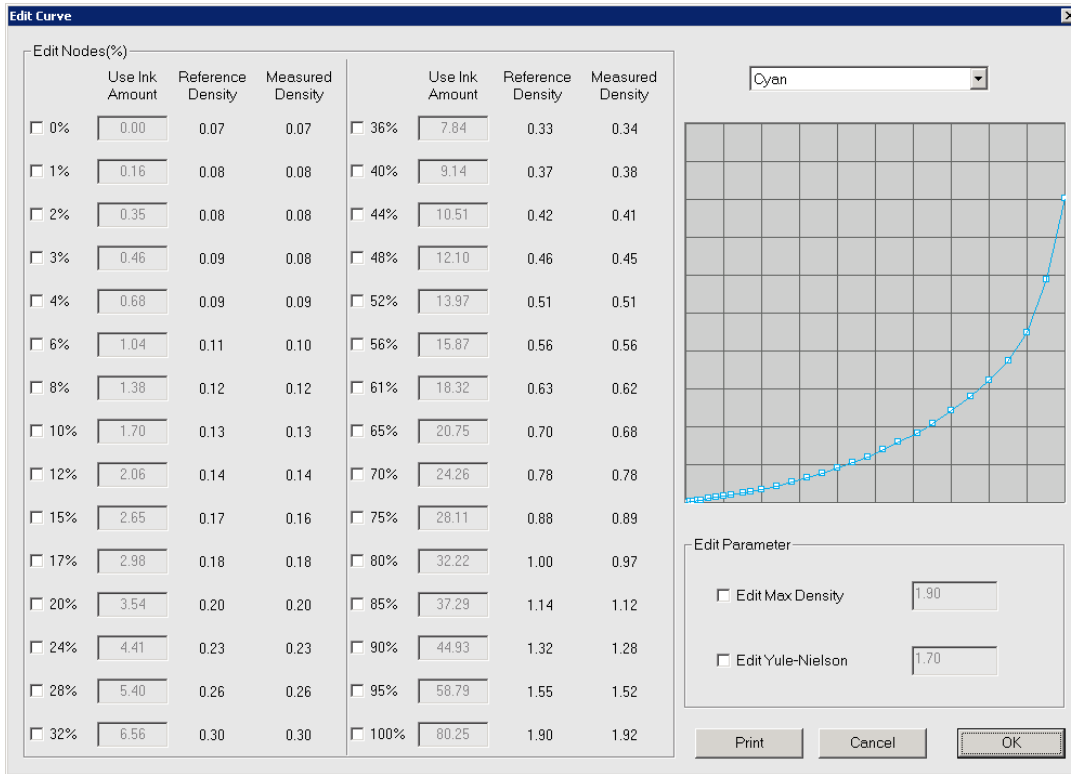 Edit Curve
Edit Nodes(%)
Use Ink Amount Reference Density Measured Density Use Ink Amount Reference Density Measured Density
0% 0.00 0.07 0.07 36% 7.84 0.33 0.34
1% 0.16 0.08 0.08 40% 9.14 0.37 0.38
2% 0.35 0.08 0.08 44% 10.51 0.42 0.41
3% 0.46 0.09 0.08 48% 12.10 0.46 0.45
4% 0.68 0.09 0.09 52% 13.97 0.51 0.51
6% 1.04 0.11 0.10 56% 15.87 0.56 0.56
8% 1.38 0.12 0.12 61% 18.32 0.63 0.62
10% 1.70 0.13 0.13 65% 20.75 0.70 0.68
12% 2.06 0.14 0.14 70% 24.26 0.78 0.78
15% 2.65 0.17 0.16 75% 28.11 0.88 0.89
17% 2.98 0.18 0.18 80% 32.22 1.00 0.97
20% 3.54 0.20 0.20 85% 37.29 1.14 1.12
24% 4.41 0.23 0.23 90% 44.93 1.32 1.28
28% 5.40 0.26 0.26 95% 58.79 1.55 1.52
32% 6.56 0.30 0.30 100% 80.25 1.90 1.92
Cyan
Edit Parameter
Edit Max Density 1.90
Edit Yule-Nielson 1.70
Print Cancel OK